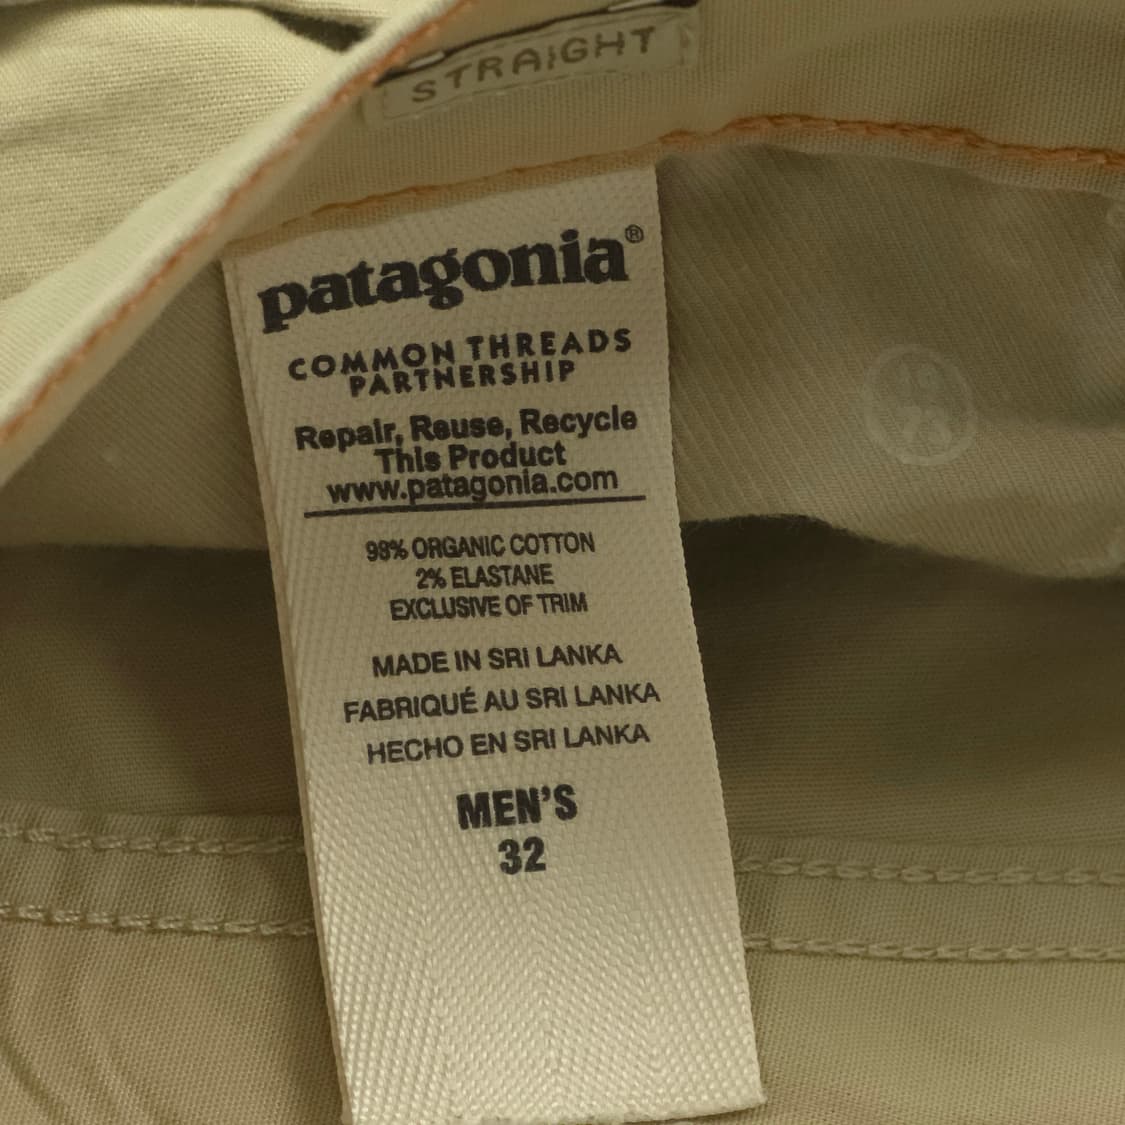 STRAIGHT
patagonia®
COMMON THREADS
PARTNERSHIP
Repair, Reuse, Recycle
This Product
www.patagonia.com
98% ORGANIC COTTON
2% ELASTANE
EXCLUSIVE OF TRIM
MADE IN SRI LANKA
FABRIQUÉ AU SRI LANKA
HECHO EN SRI LANKA
MEN'S
32